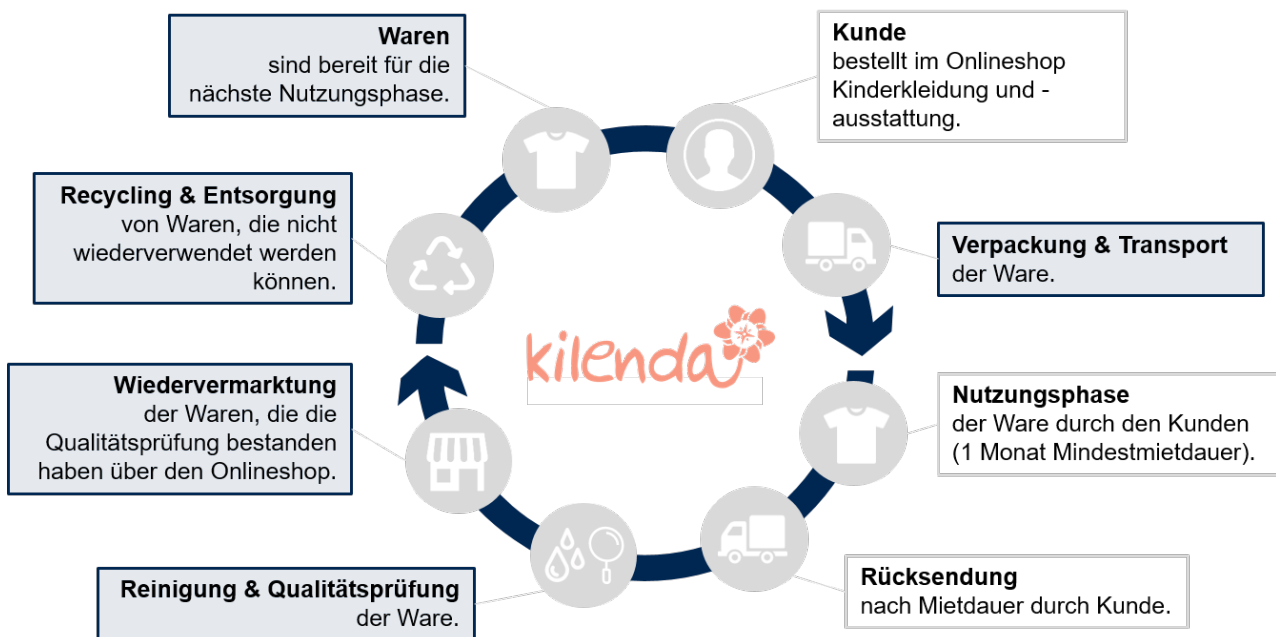 Waren
sind bereit für die
nächste Nutzungsphase.
Kunde
bestellt im Onlineshop
Kinderkleidung und -
ausstattung.
Verpackung & Transport
der Ware.
Nutzungsphase
der Ware durch den Kunden
(1 Monat Mindestmietdauer).
Rücksendung
nach Mietdauer durch Kunde.
Reinigung & Qualitätsprüfung
der Ware.
Wiedervermarktung
der Waren, die die
Qualitätsprüfung bestanden
haben über den Onlineshop.
Recycling & Entsorgung
von Waren, die nicht
wiederverwendet werden
können.
kilenda